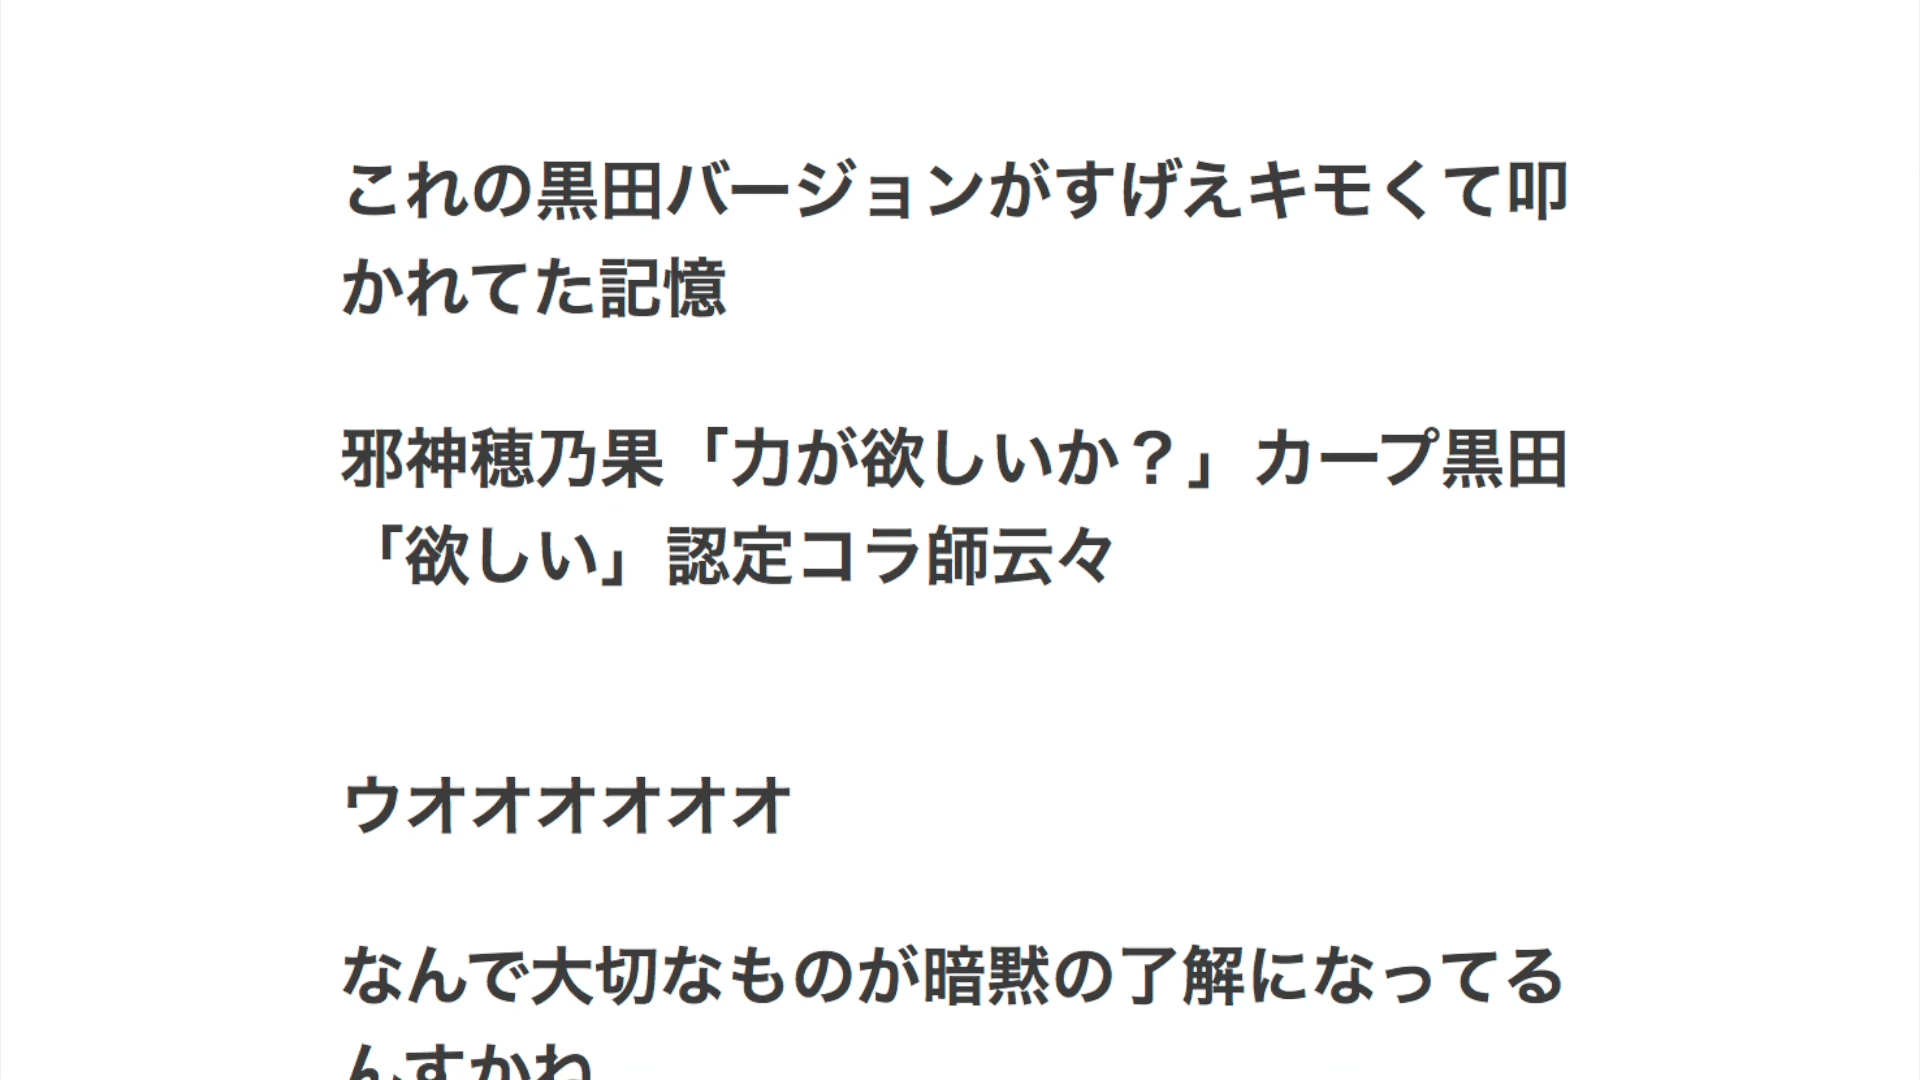 これの黒田バージョンがすげえキモくて叩
かれてた記憶
邪神穂乃果「力が欲しいか？」カープ黒田
「欲しい」認定コラ師云々
ウオオオオオオ
なんで大切なものが暗黙の了解になってる
んすかね